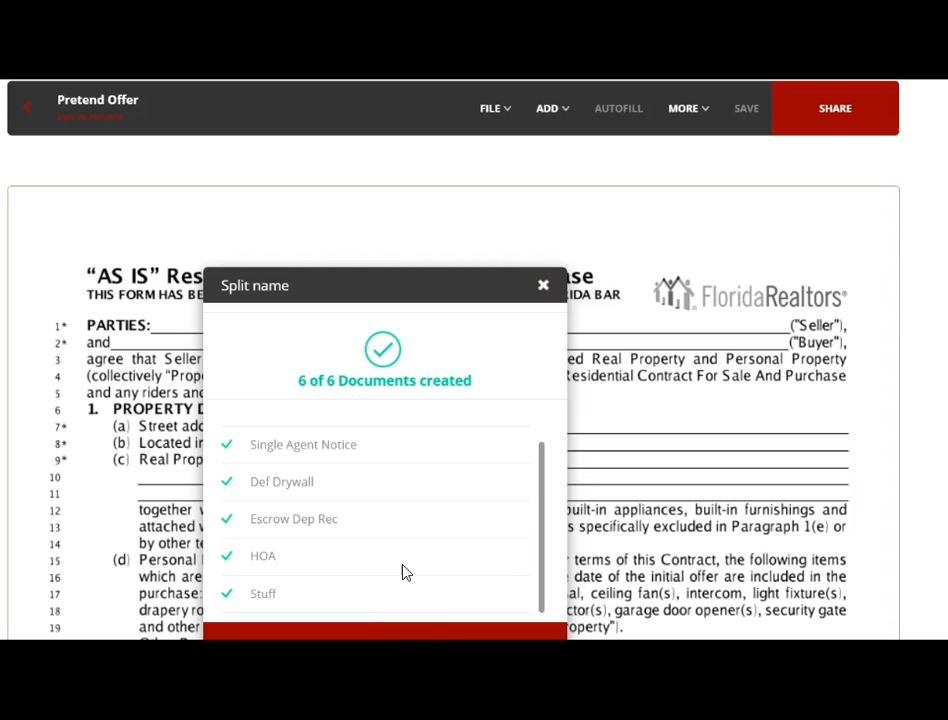 Pretend Offer
FILE
ADD
AUTOFILL
MORE
SAVE
SHARE
“AS IS” Res
se
THIS FORM HAS BE
IDA BAR
FloridaRealtors®
Split name
6 of 6 Documents created
Single Agent Notice
Def Drywall
Escrow Dep Rec
HOA
Stuff
1* PARTIES: ("Seller"),
2* and ("Buyer"),
3 agree that Seller ed Real Property and Personal Property
4 (collectively “Prop Residential Contract For Sale And Purchase
5 and any riders and
6 1. PROPERTY D
7* (a) Street add
8* (b) Located in
9* (c) Real Prop
10
11
12 together w built-in appliances, built-in furnishings and
13 attached w s specifically excluded in Paragraph 1(e) or
14 by other te
15 (d) Personal terms of this Contract, the following items
16 which are date of the initial offer are included in the
17 purchase: al, ceiling fan(s), intercom, light fixture(s),
18 drapery ro ctor(s), garage door opener(s), security gate
19 and other operty").